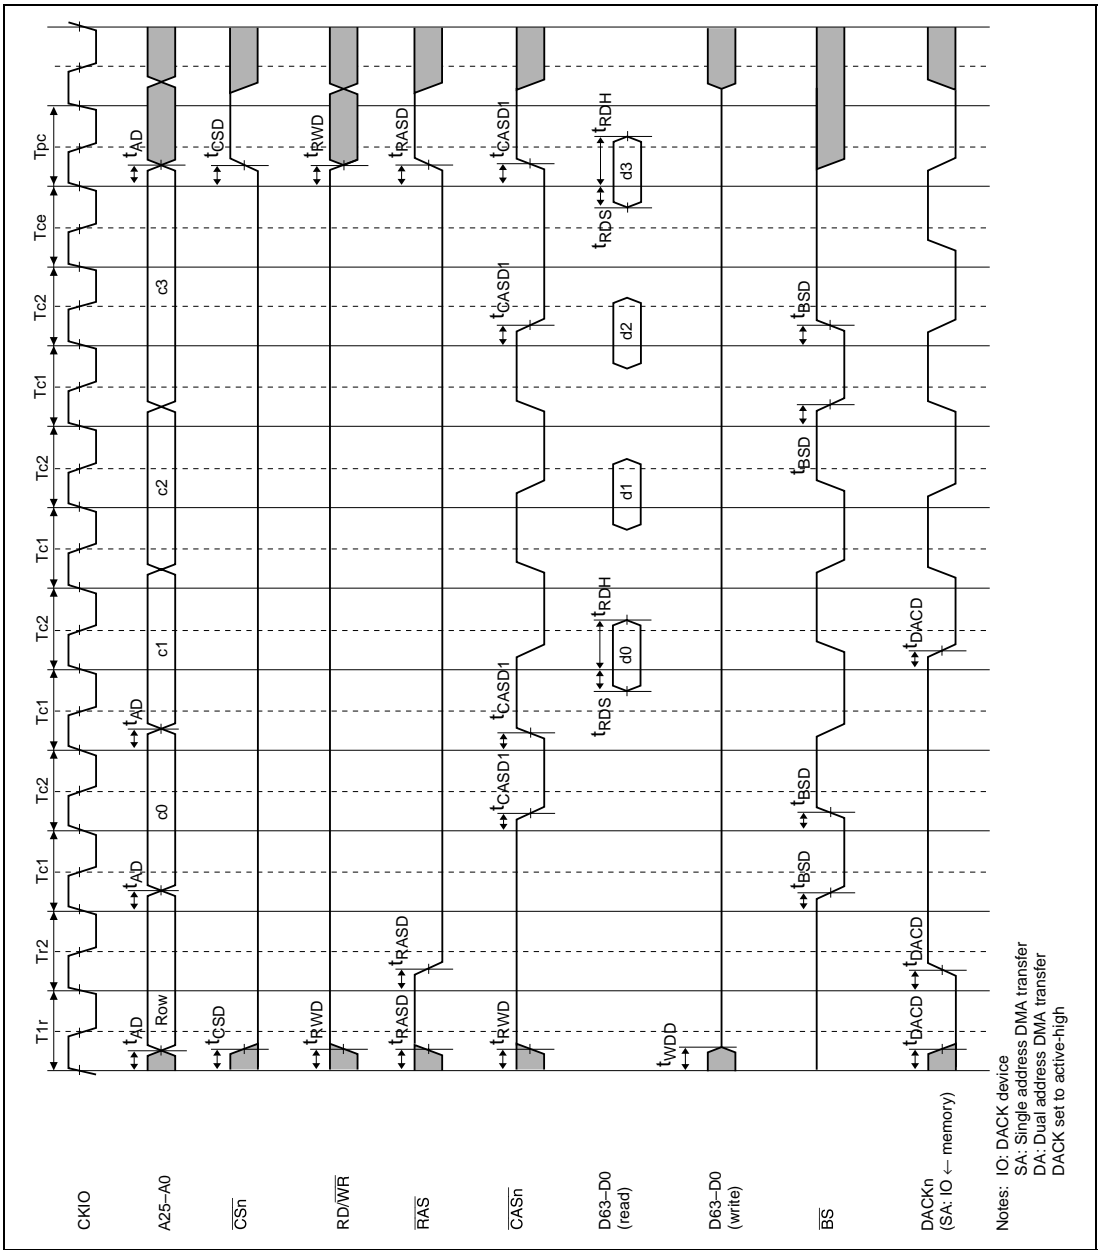 T1r Tr2 Tc1 Tc2 Tc1 Tc2 Tc1 Tc2 Tc1 Tc2 Tce Tpc
CKIO
tAD tAD tAD tAD
A25–A0 Row c0 c1 c2 c3
tCSD tCSD
CSn
tRWD tRWD
RD/WR
tRASD tRASD tRASD
RAS
tRWD tCASD1 tCASD1 tCASD1 tCASD1
CASn
tRDS tRDH tRDS tRDH
D63–D0
(read)
d0 d1 d2 d3
tWDD
D63–D0
(write)
tBSD tBSD tBSD tBSD
BS
tDACD tDACD tDACD
DACKn
(SA: IO ← memory)
Notes: IO: DACK device
SA: Single address DMA transfer
DA: Dual address DMA transfer
DACK set to active-high